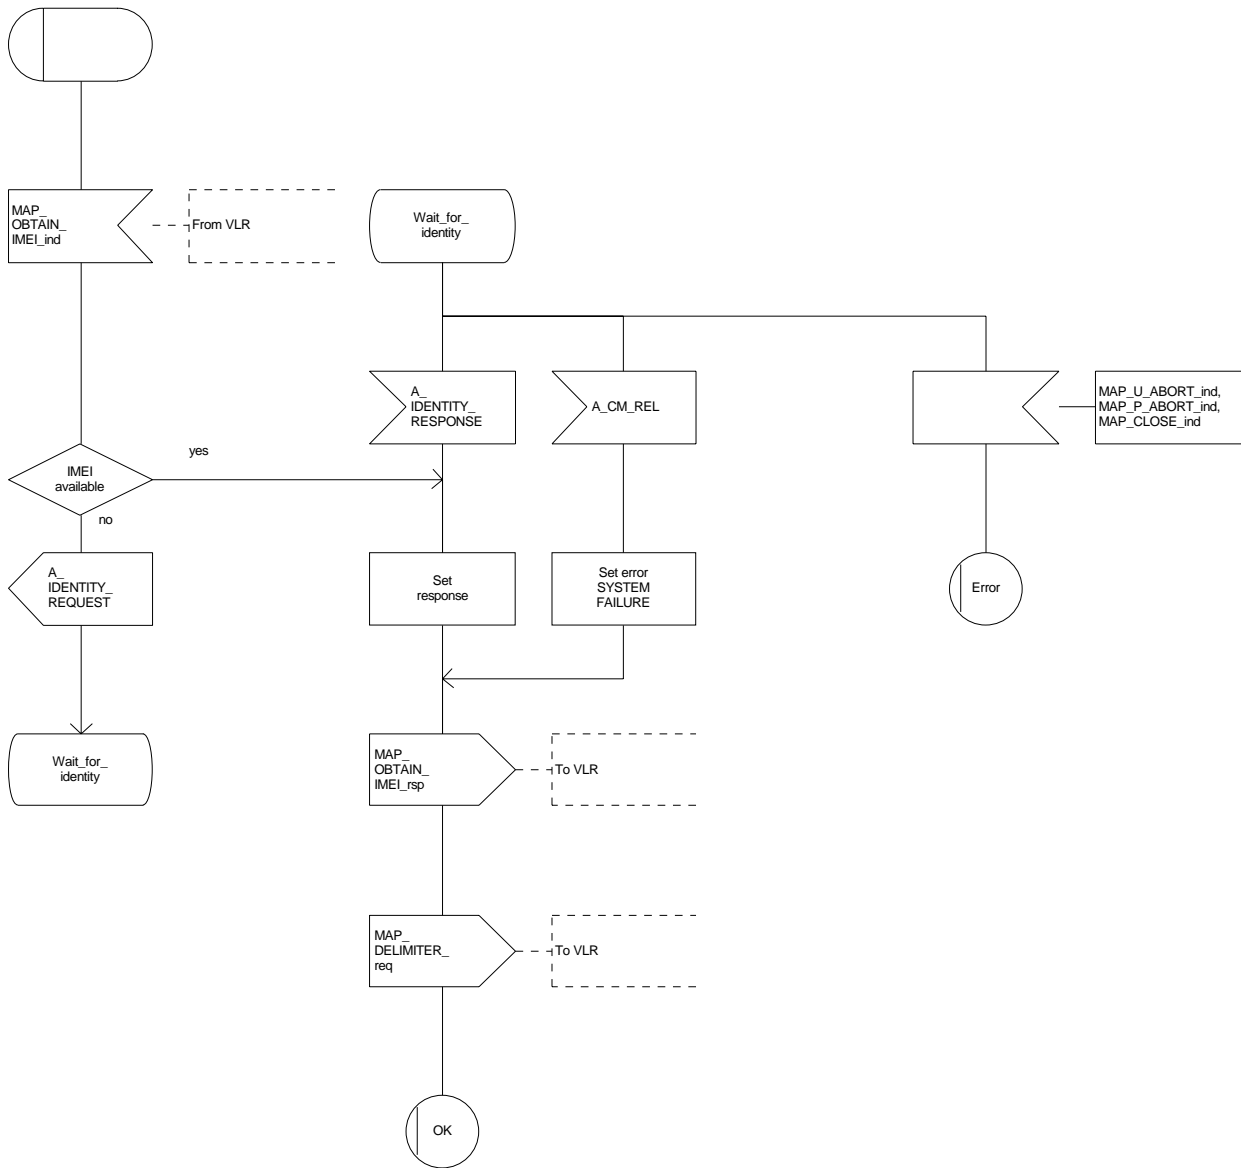 MAP_
OBTAIN_
IMEI_ind
From VLR
Wait_for_
identity
A_
IDENTITY_
RESPONSE
A_CM_REL
MAP_U_ABORT_ind,
MAP_P_ABORT_ind,
MAP_CLOSE_ind
IMEI
available
yes
no
A_
IDENTITY_
REQUEST
Set
response
Set error
SYSTEM
FAILURE
Error
Wait_for_
identity
MAP_
OBTAIN_
IMEI_rsp
To VLR
MAP_
DELIMITER_
req
To VLR
OK